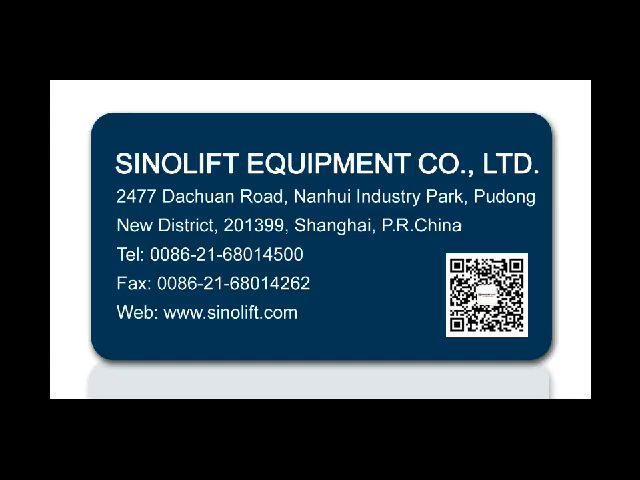 SINOLIFT EQUIPMENT CO., LTD.
2477 Dachuan Road, Nanhui Industry Park, Pudong
New District, 201399, Shanghai, P.R.China
Tel: 0086-21-68014500
Fax: 0086-21-68014262
Web: www.sinolift.com